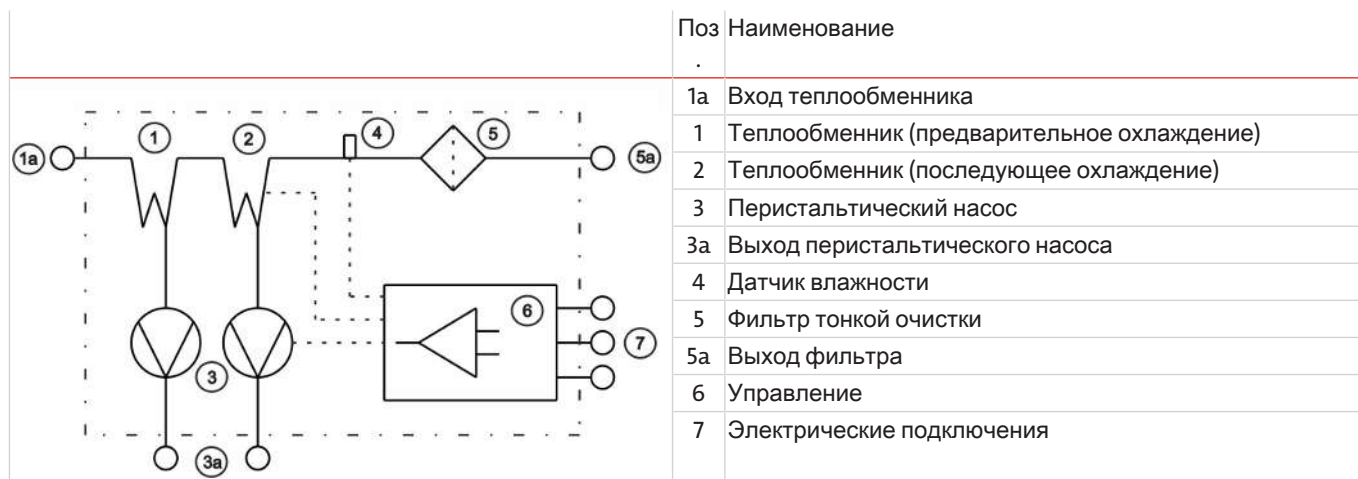 Поз Наименование
.
1a Вход теплообменника
1 Теплообменник (предварительное охлаждение)
2 Теплообменник (последующее охлаждение)
3 Перистальтический насос
3a Выход перистальтического насоса
4 Датчик влажности
5 Фильтр тонкой очистки
5a Выход фильтра
6 Управление
7 Электрические подключения
1 2 4 5
1a 5a
6
7
3
3a